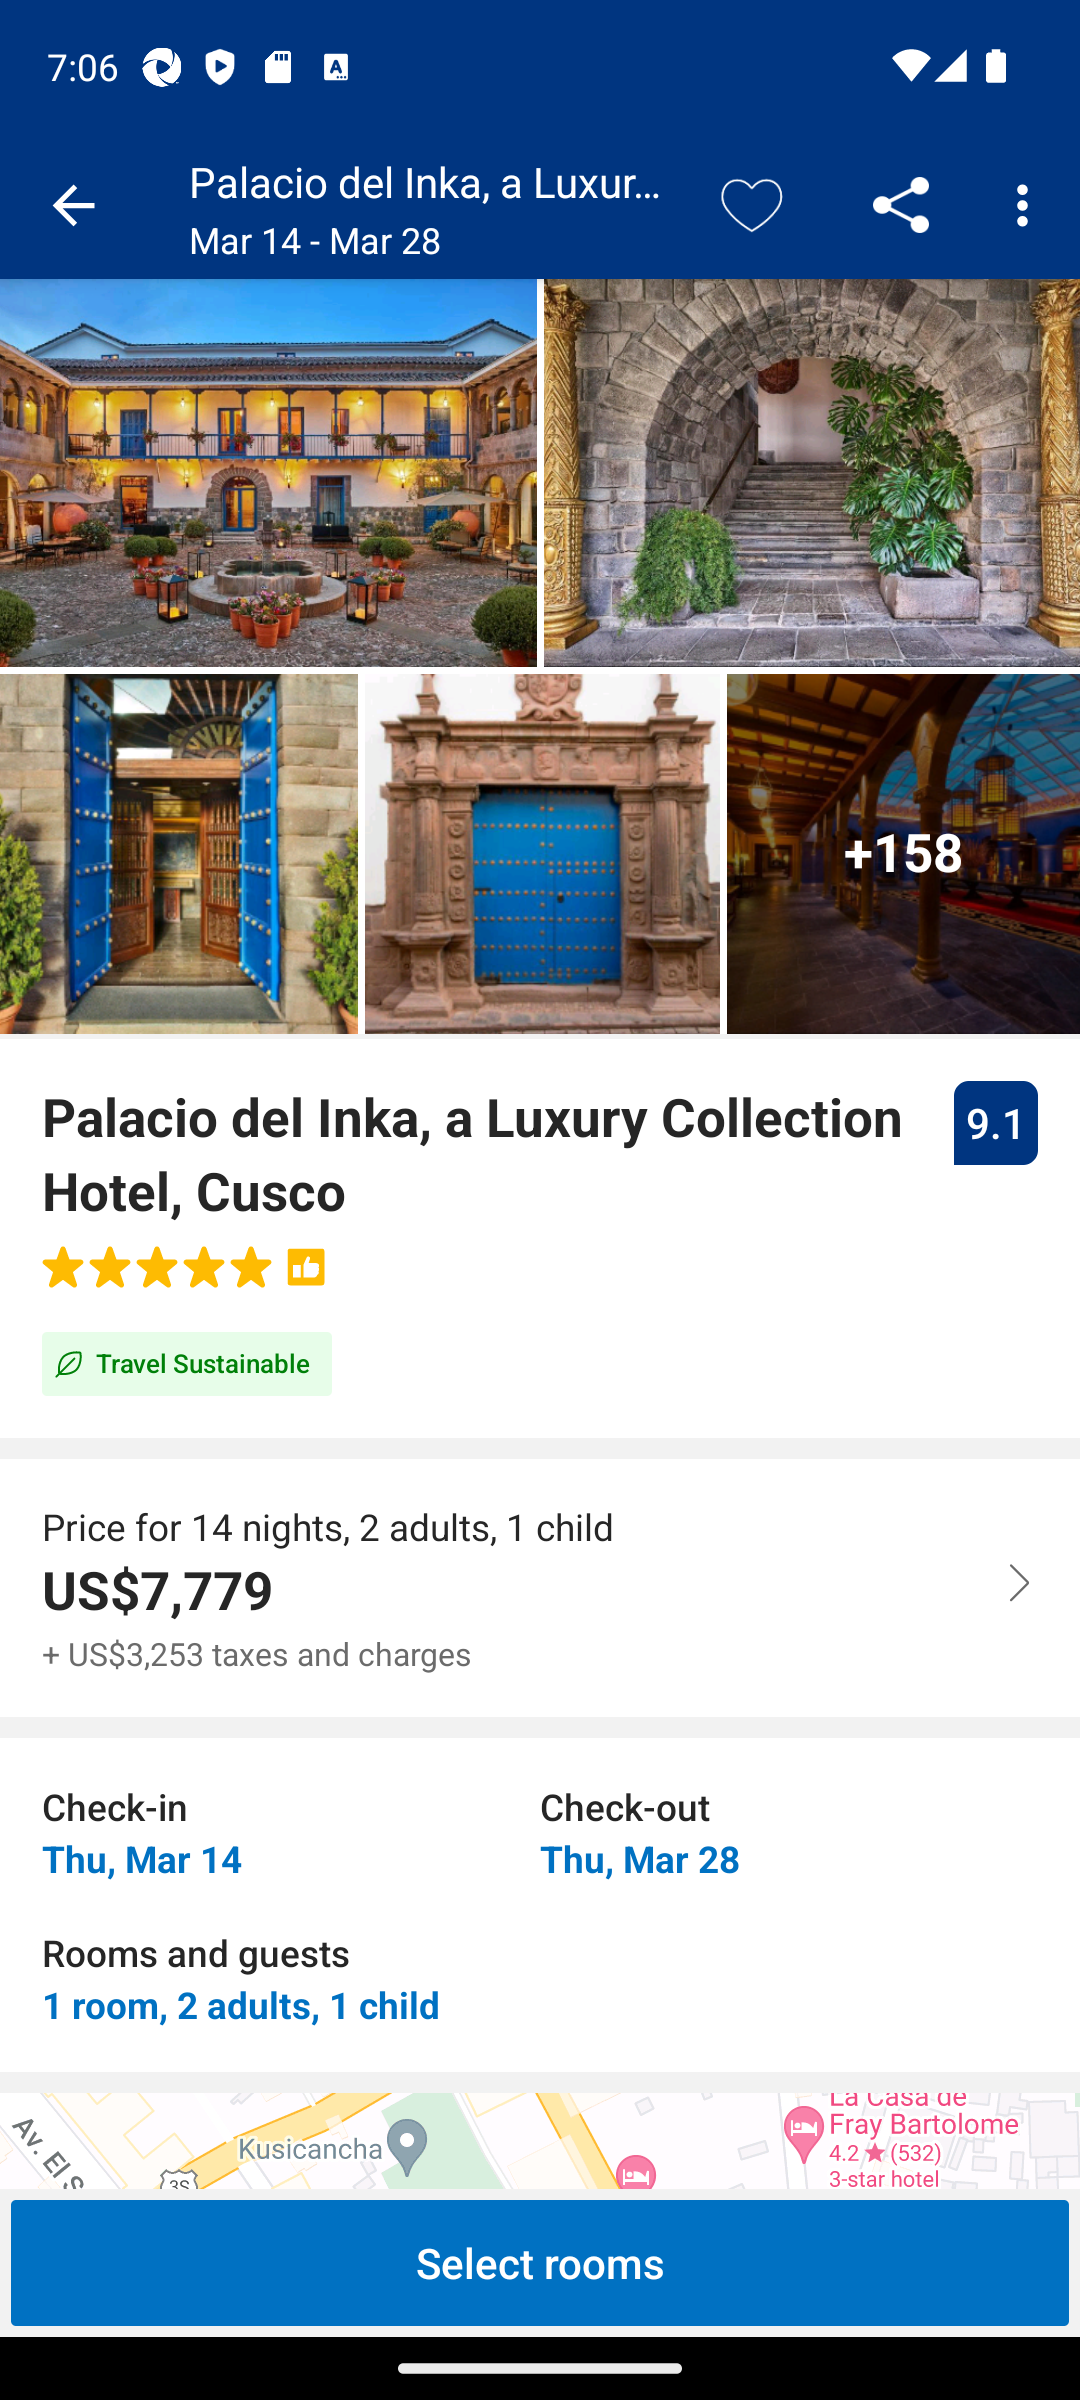 7:06
Palacio del Inka, a Luxur...
Mar 14 - Mar 28
+158
Palacio del Inka, a Luxury Collection
Hotel, Cusco
9.1
Travel Sustainable
Price for 14 nights, 2 adults, 1 child
US$7,779
+ US$3,253 taxes and charges
Check-in
Thu, Mar 14
Check-out
Thu, Mar 28
Rooms and guests
1 room, 2 adults, 1 child
Av. El S
Kusicancha
3S
La Casa de
Fray Bartolome
4.2 ★ (532)
3-star hotel
Select rooms